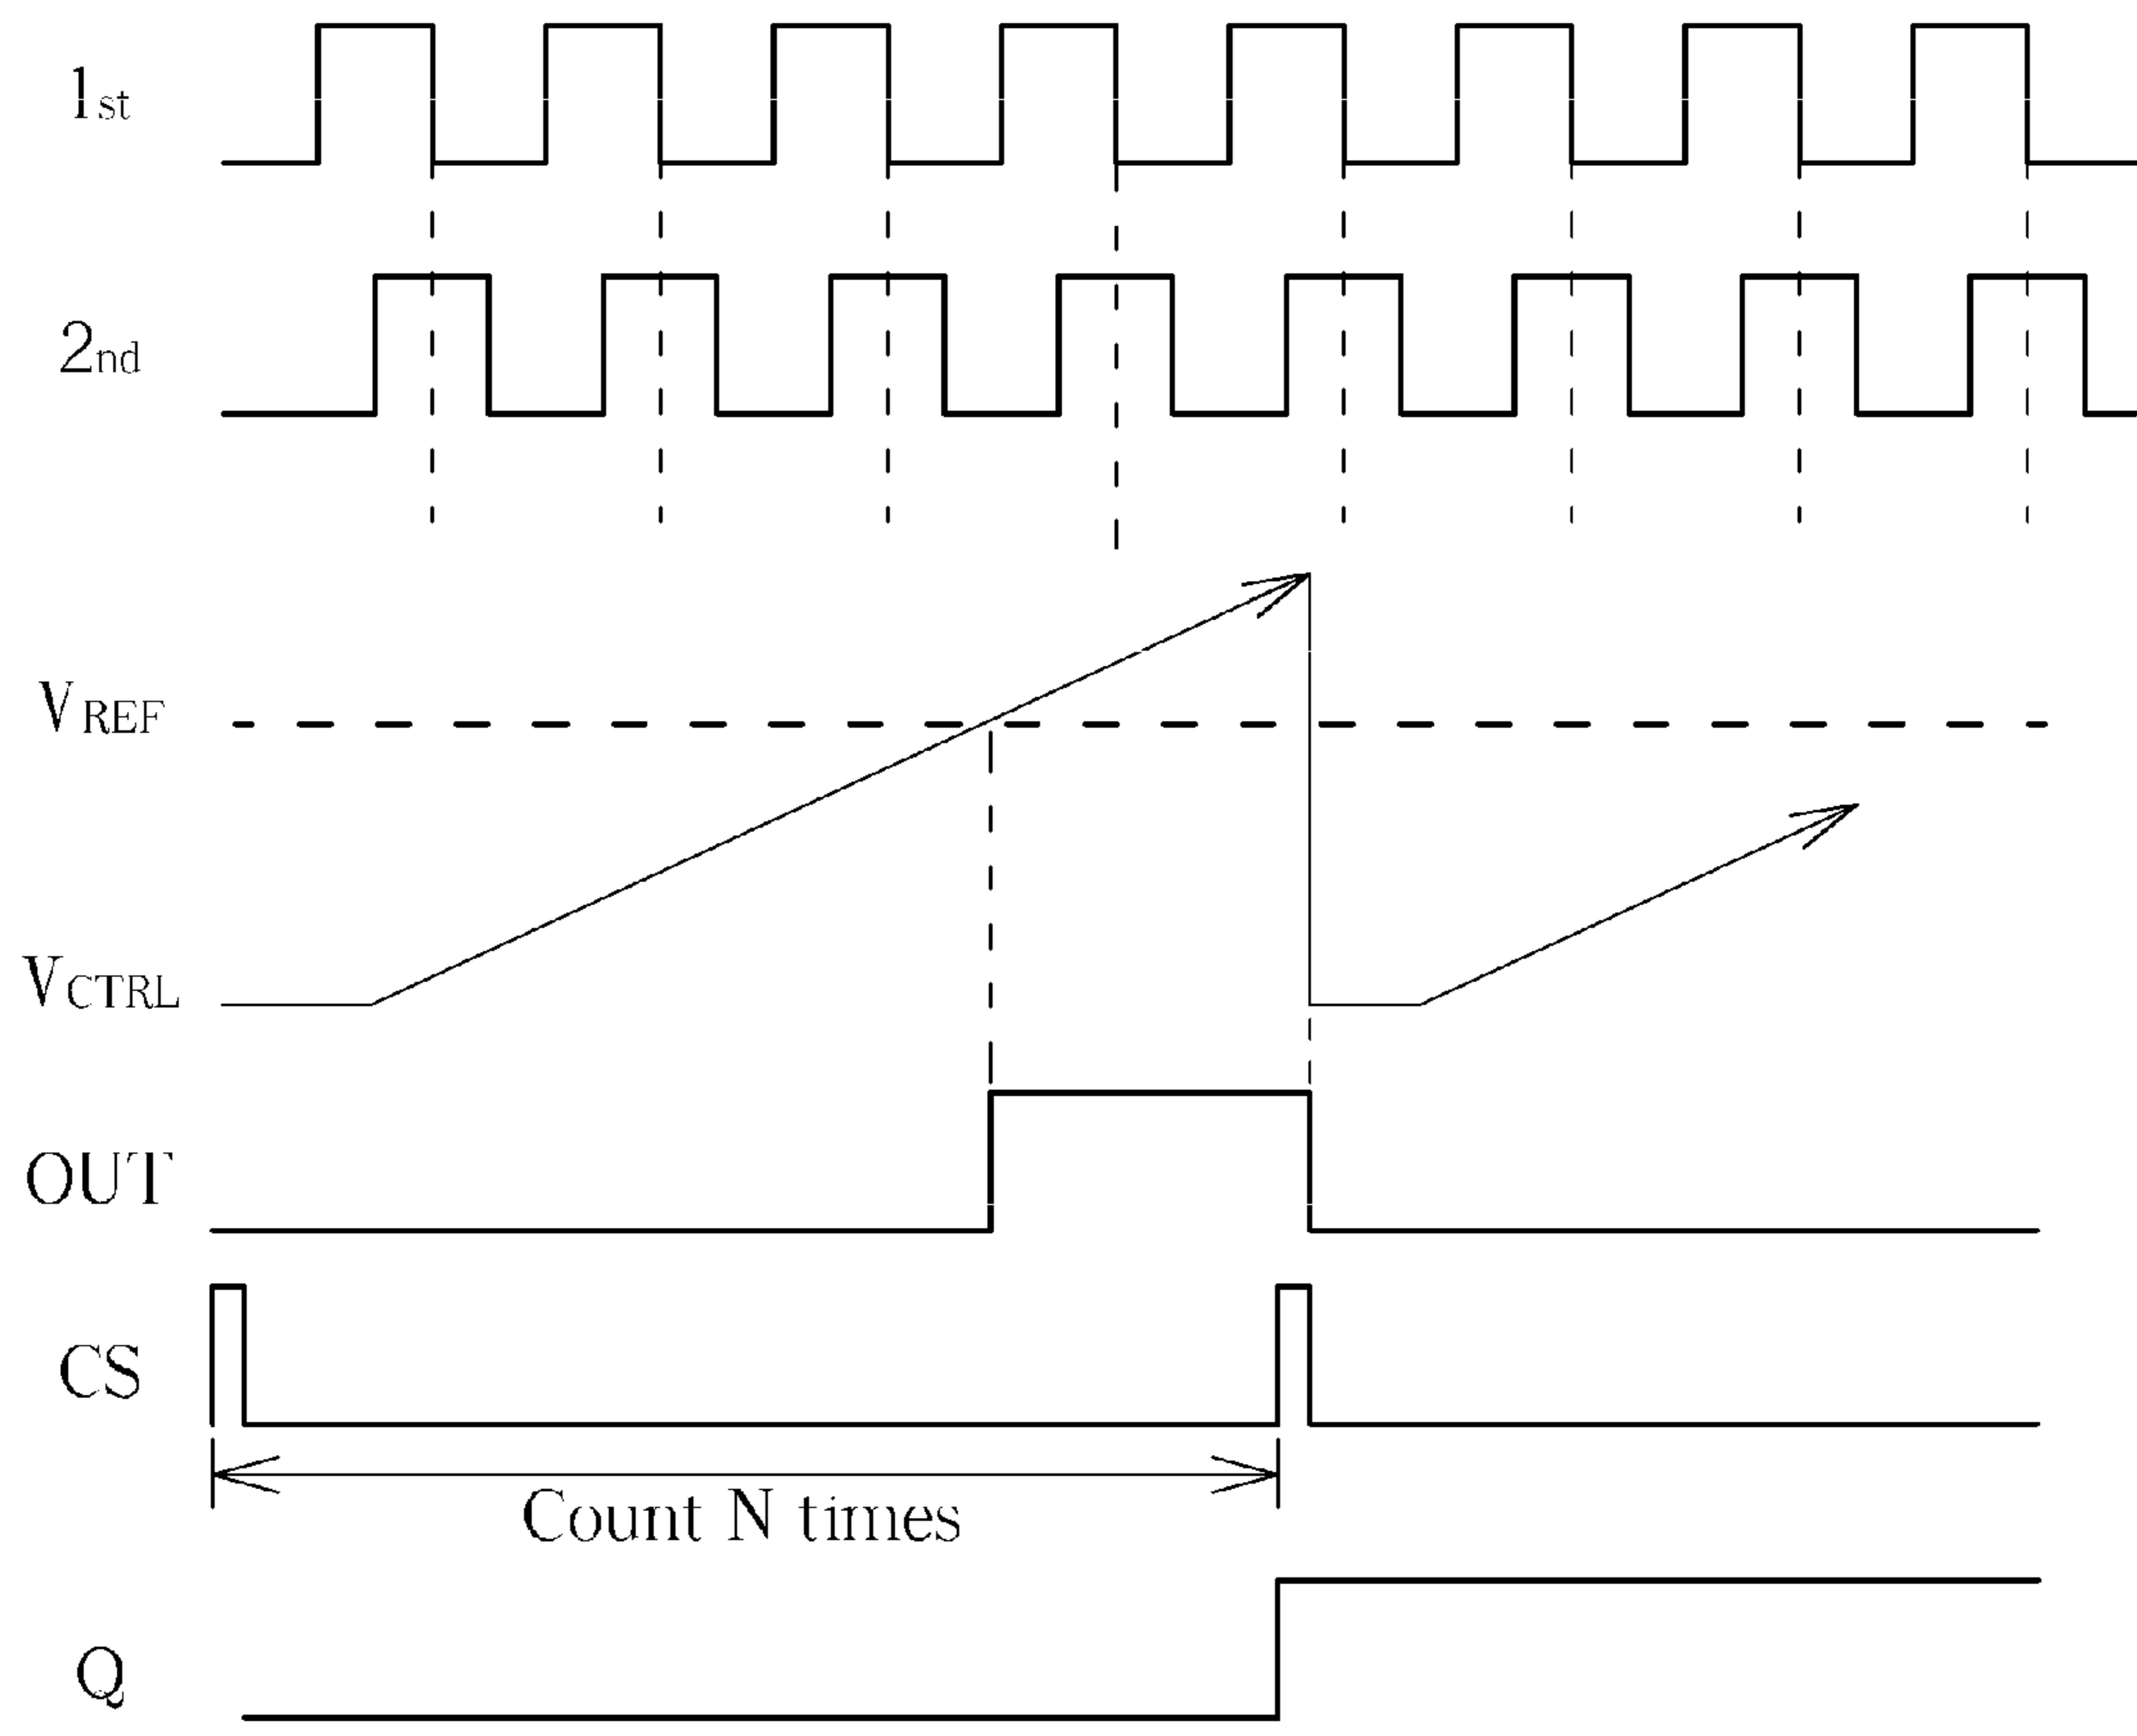 1st
2nd
VREF
VCTRL
OUT
CS
Count N times
Q